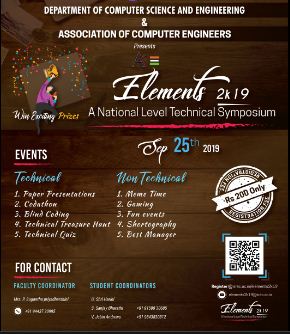 DEPARTMENT OF COMPUTER SCIENCE AND ENGINEERING
&
ASSOCIATION OF COMPUTER ENGINEERS
Presents
Elements 2k19
A National Level Technical Symposium
Win Exciting Prizes
Sep 25th 2019
EVENTS
Technical
1. Paper Presentations
2. Codathon
3. Blind Coding
4. Technical Treasure Hunt
5. Technical Quiz
Non Technical
1. Meme Time
2. Gaming
3. Fun events
4. Shortography
5. Best Manager
Rs 200 Only
FOR CONTACT
FACULTY COORDINATOR
STUDENT COORDINATORS
Elements 2k19